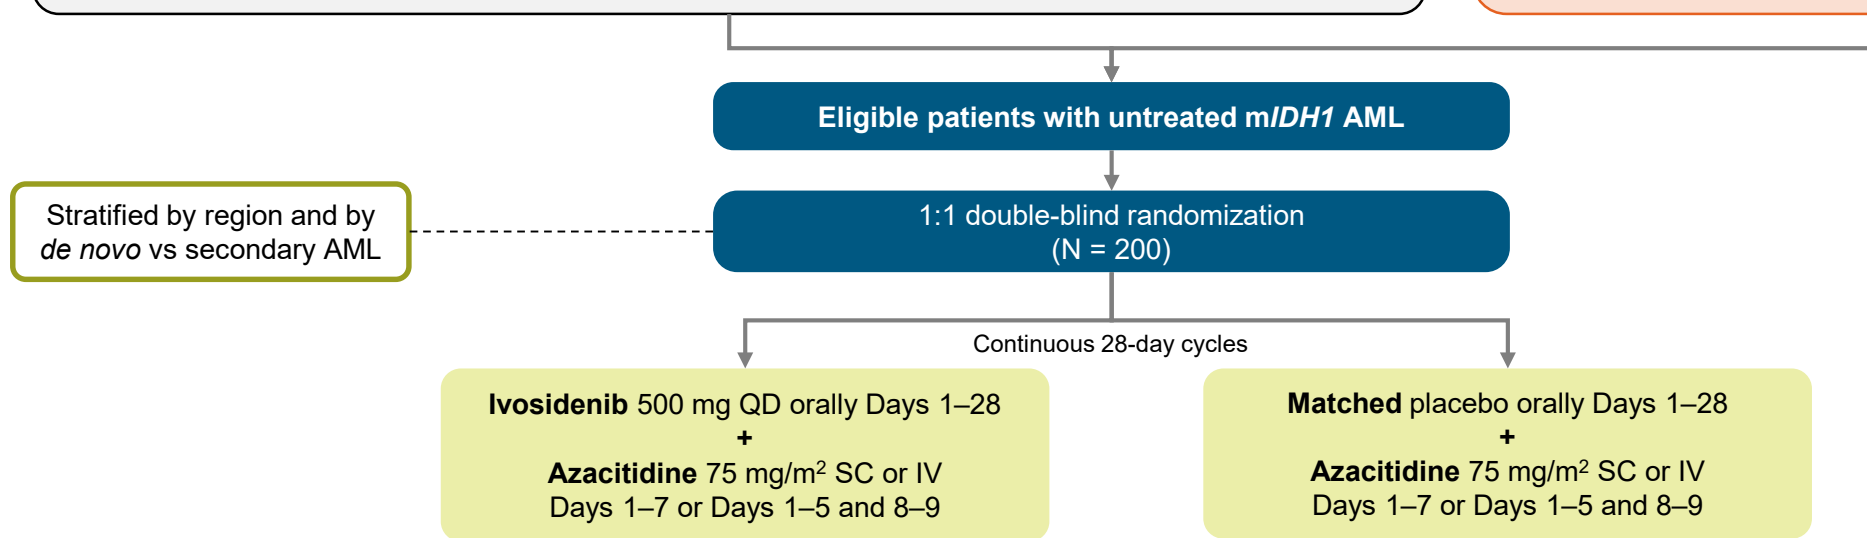 Eligible patients with untreated mIDH1 AML
Stratified by region and by
de novo vs secondary AML
1:1 double-blind randomization
(N = 200)
Continuous 28-day cycles
Ivosidenib 500 mg QD orally Days 1–28
+
Azacitidine 75 mg/m² SC or IV
Days 1–7 or Days 1–5 and 8–9
Matched placebo orally Days 1–28
+
Azacitidine 75 mg/m² SC or IV
Days 1–7 or Days 1–5 and 8–9